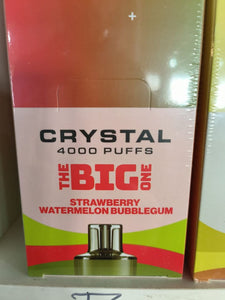 CRYSTAL
4000 PUFFS
THE BIG ONE
STRAWBERRY
WATERMELON BUBBLEGUM